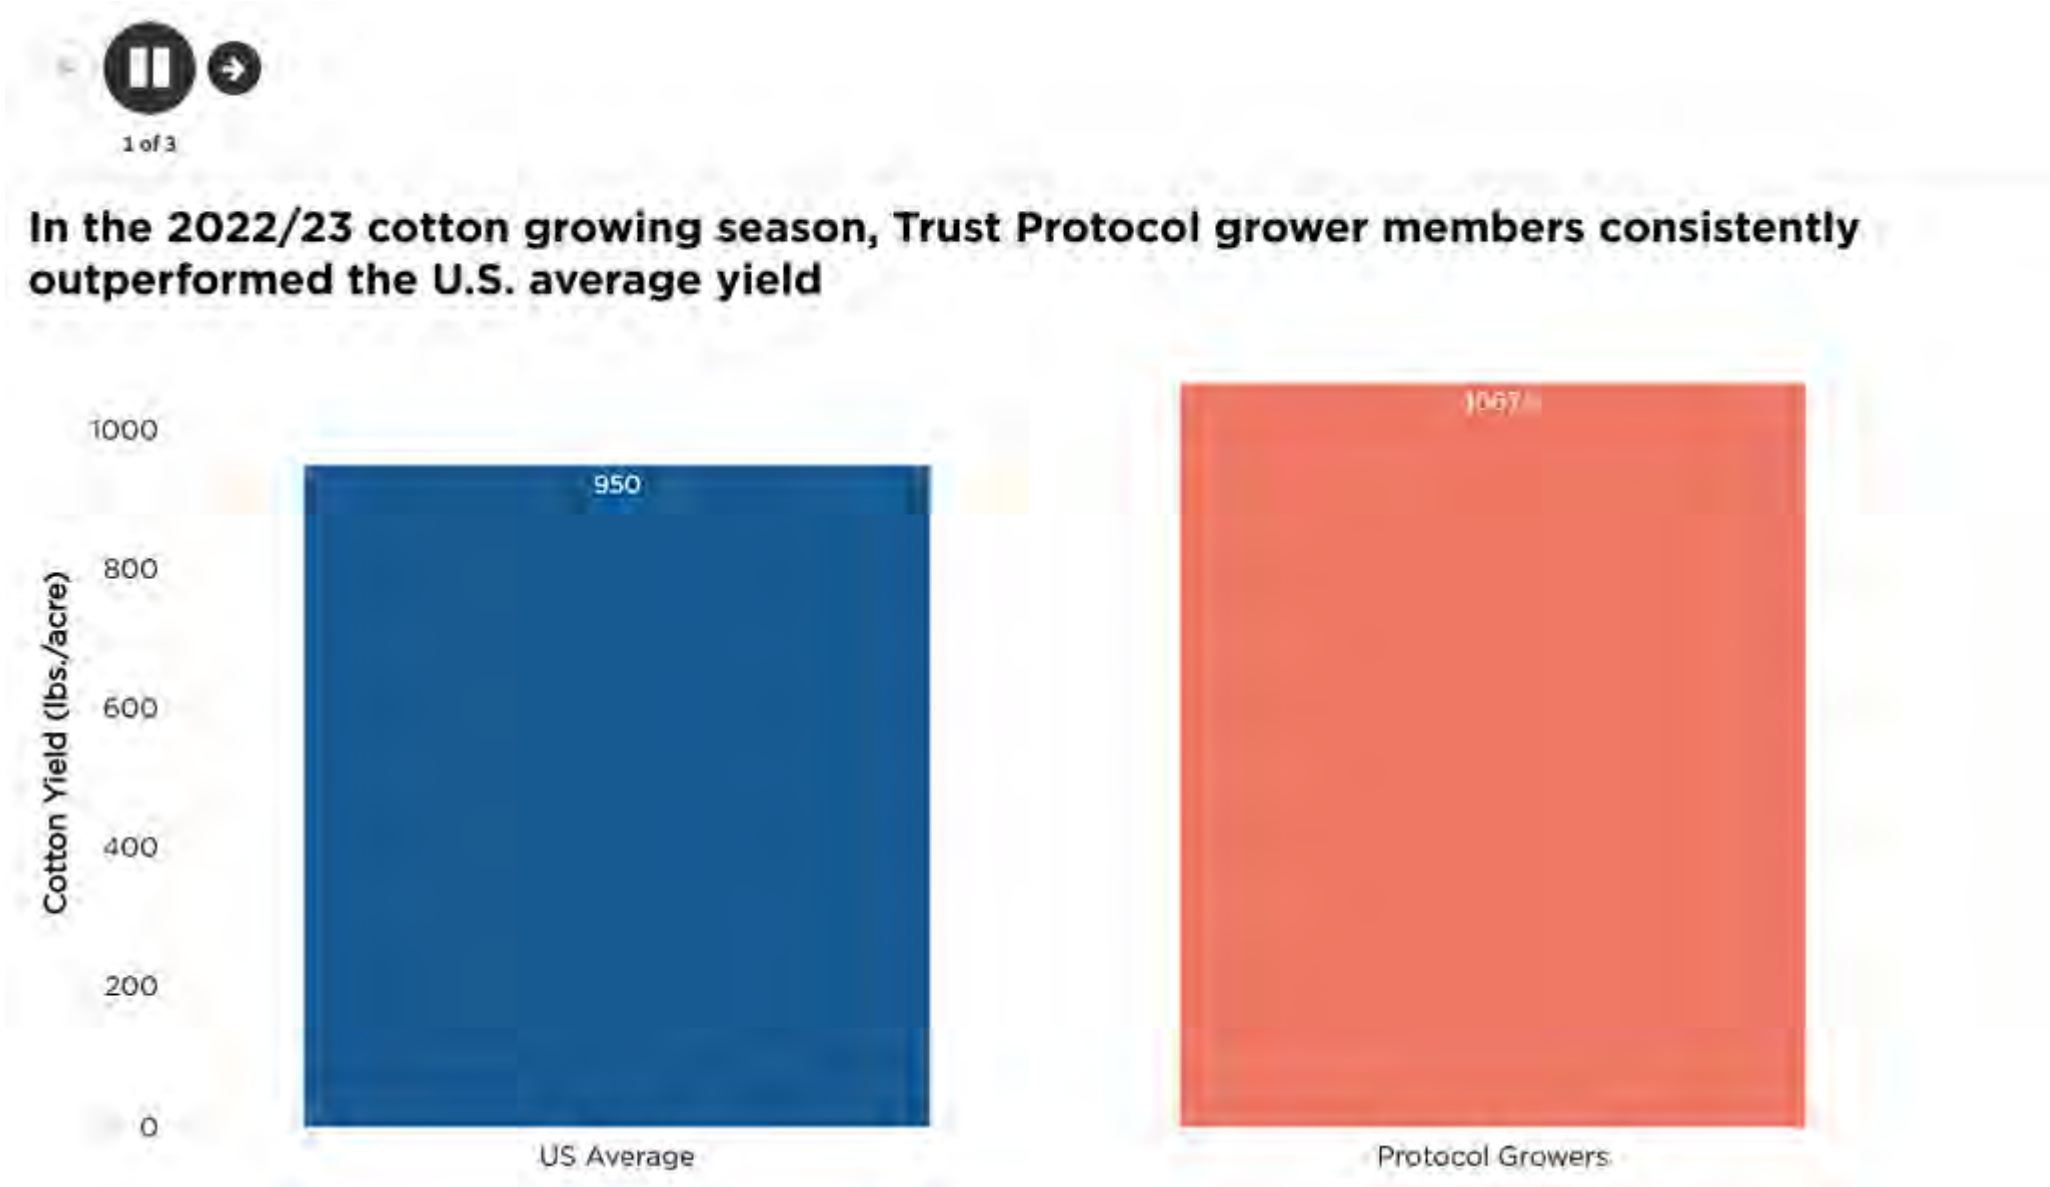 1 of 3
In the 2022/23 cotton growing season, Trust Protocol grower members consistently
outperformed the U.S. average yield
Cotton Yield (lbs./acre)
1000
800
600
400
200
0
950
1067
US Average
Protocol Growers